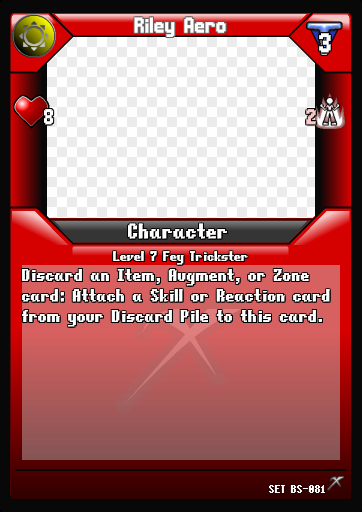 Riley Aero
3
8
2
Character
Level 7 Fey Trickster
Discard an Item, Augment, or Zone
card: Attach a Skill or Reaction card
from your Discard Pile to this card.
SET BS-081